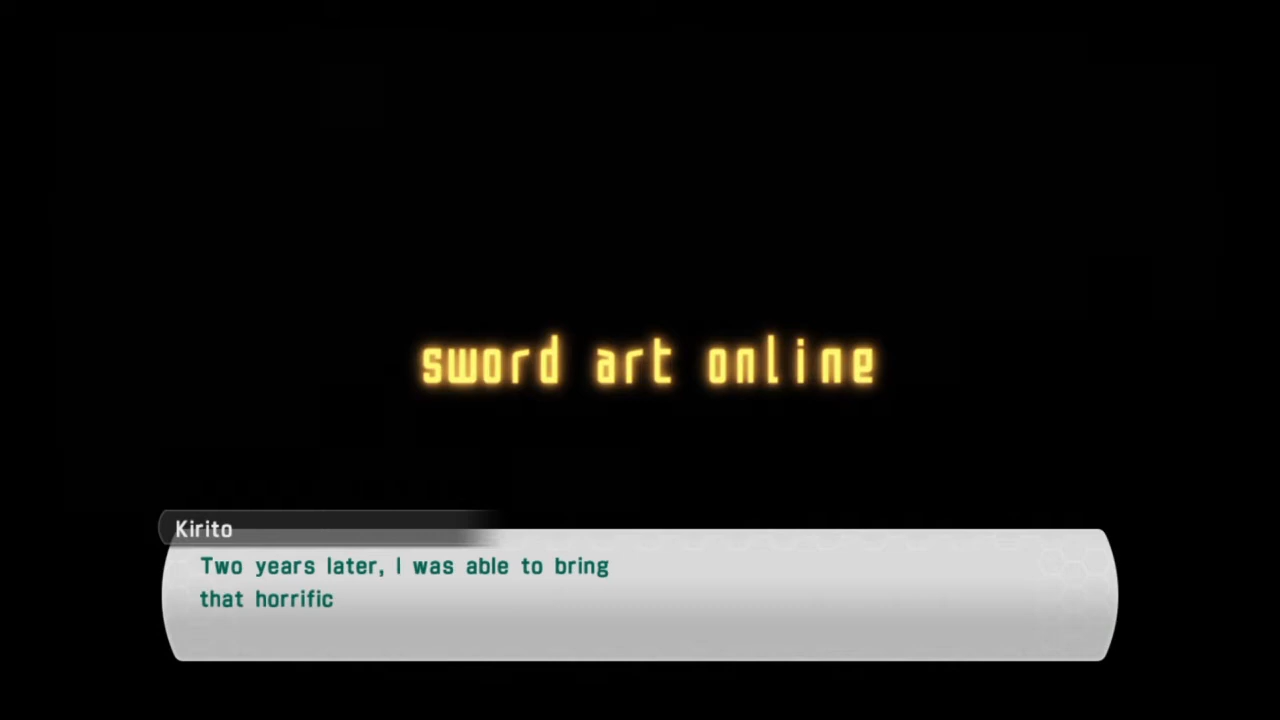 sword art online
Kirito
Two years later, I was able to bring
that horrific